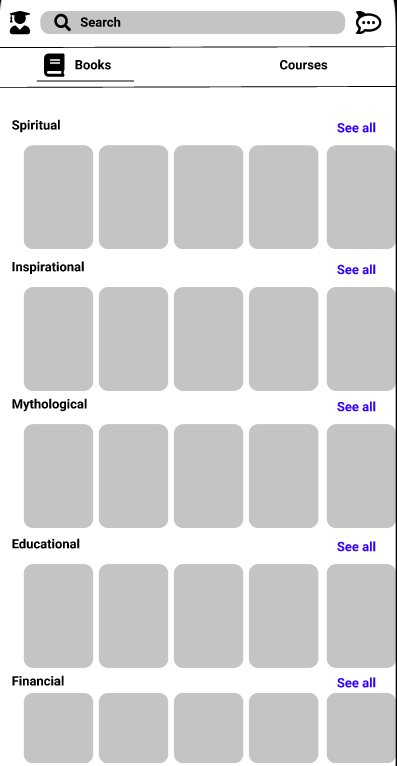 Search
Books
Courses
Spiritual
See all
Inspirational
See all
Mythological
See all
Educational
See all
Financial
See all